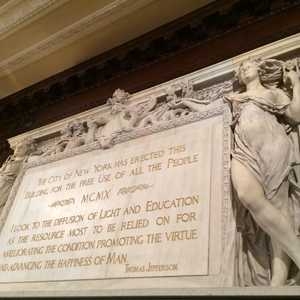 THE CITY OF NEW YORK HAS ERECTED THIS
BUILDING FOR THE FREE USE OF ALL THE PEOPLE
MCMX
I LOOK TO THE DIFFUSION OF LIGHT AND EDUCATION
AS THE RESOURCE MOST TO BE RELIED ON FOR
AMELIORATING THE CONDITION PROMOTING THE VIRTUE
AND ADVANCING THE HAPPINESS OF MAN.
THOMAS JEFFERSON